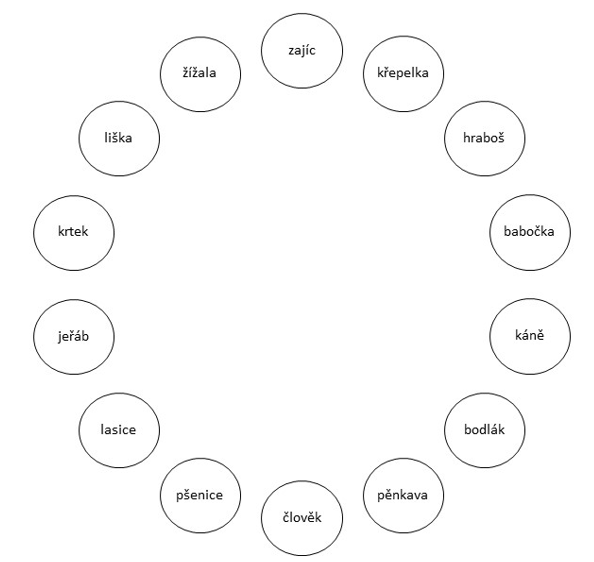 zajíc
žížala
křepelka
liška
hraboš
krtek
babočka
jeřáb
káně
lasice
bodlák
pšenice
pěnkava
člověk